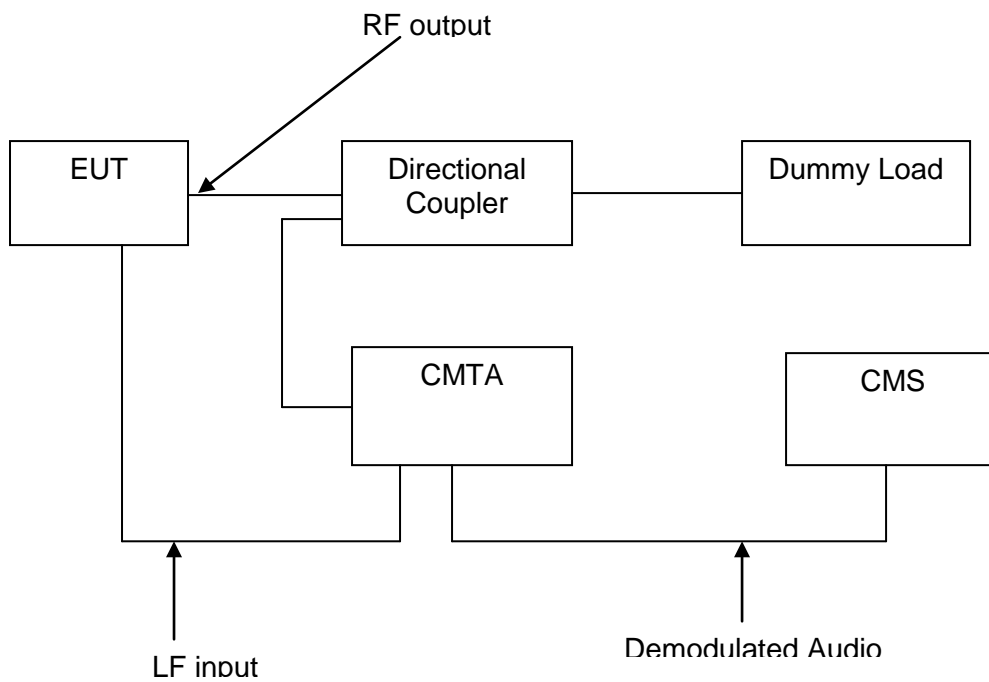 RF output
EUT
Directional
Coupler
Dummy Load
CMTA
CMS
LF input
Demodulated Audio